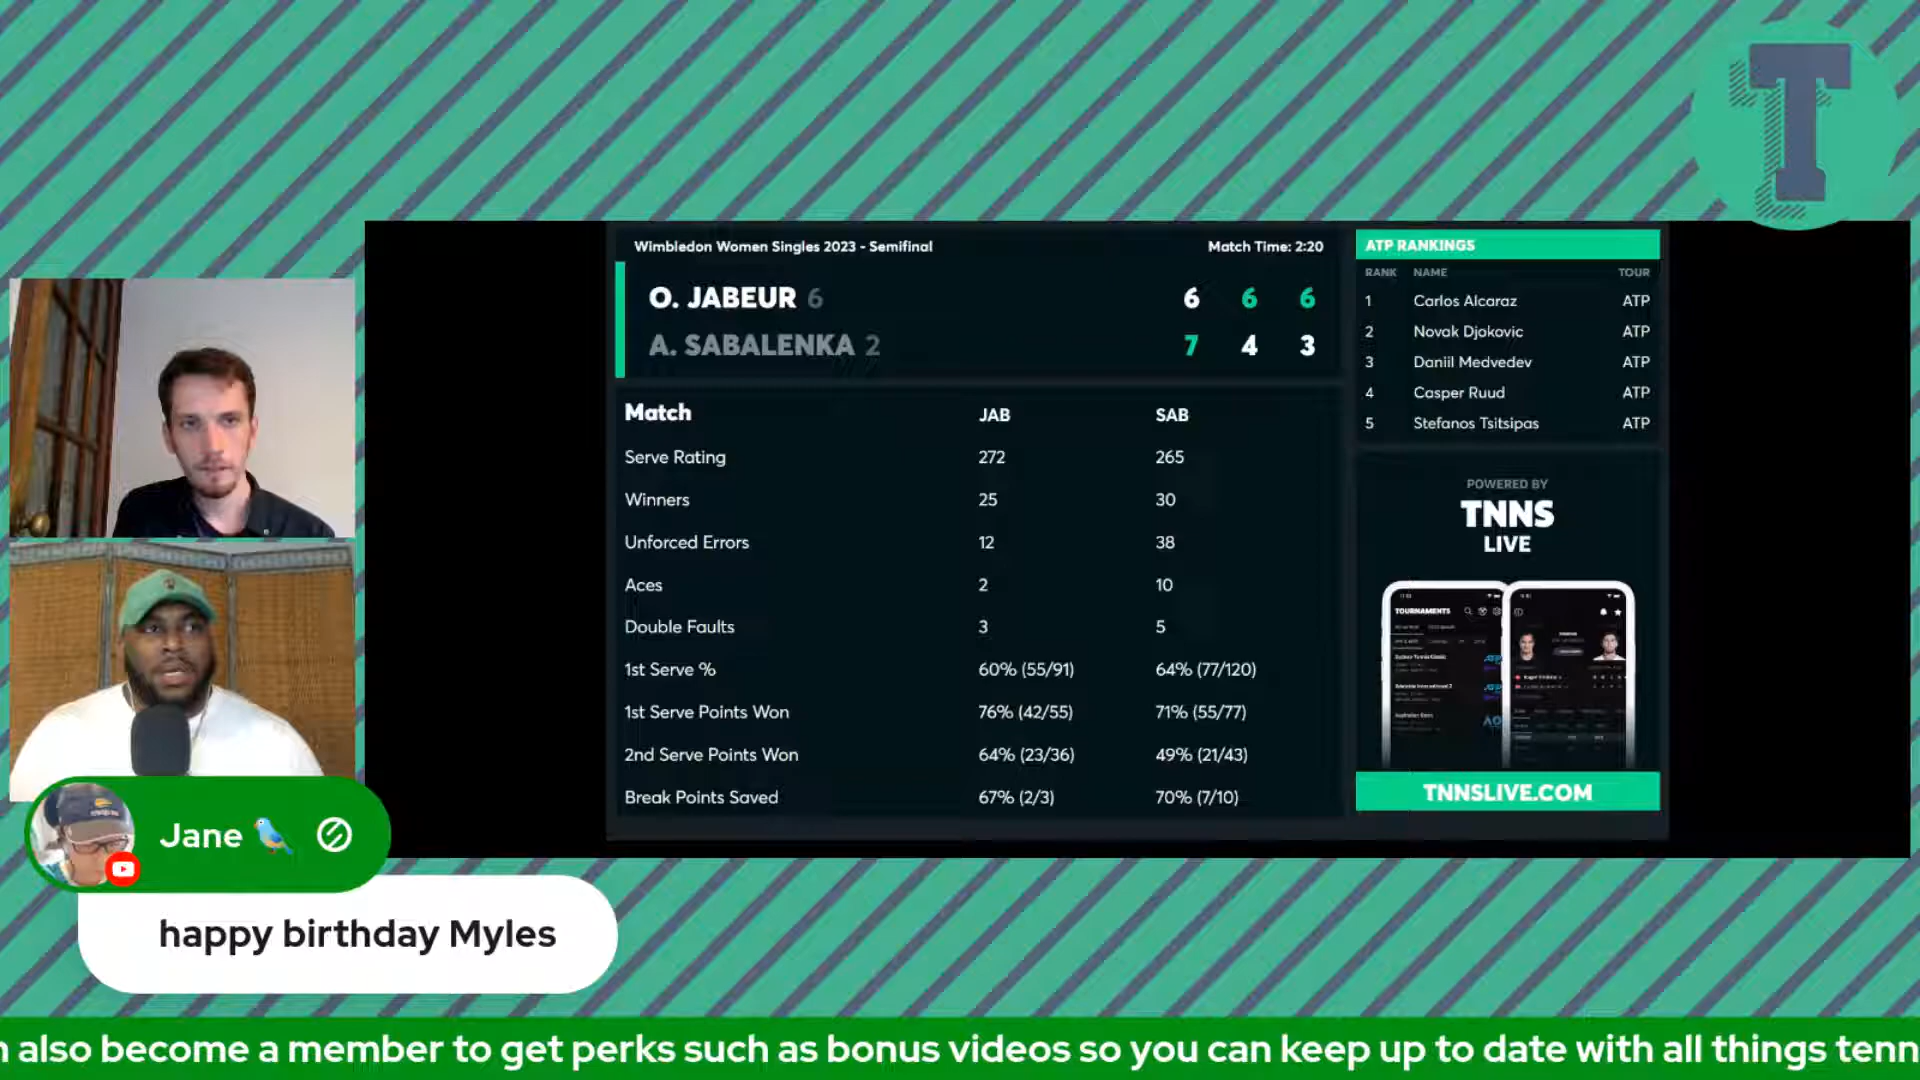 T
Wimbledon Women Singles 2023 - Semifinal Match Time: 2:20
O. JABEUR 6 6 6 6
A. SABALENKA 2 7 4 3
Match JAB SAB
Serve Rating 272 265
Winners 25 30
Unforced Errors 12 38
Aces 2 10
Double Faults 3 5
1st Serve % 60% (55/91) 64% (77/120)
1st Serve Points Won 76% (42/55) 71% (55/77)
2nd Serve Points Won 64% (23/36) 49% (21/43)
Break Points Saved 67% (2/3) 70% (7/10)
ATP RANKINGS
RANK NAME TOUR
1 Carlos Alcaraz ATP
2 Novak Djokovic ATP
3 Daniil Medvedev ATP
4 Casper Ruud ATP
5 Stefanos Tsitsipas ATP
POWERED BY
TNNS
LIVE
TOURNAMENTS
TNNSLIVE.COM
Jane
happy birthday Myles
also become a member to get perks such as bonus videos so you can keep up to date with all things tenn